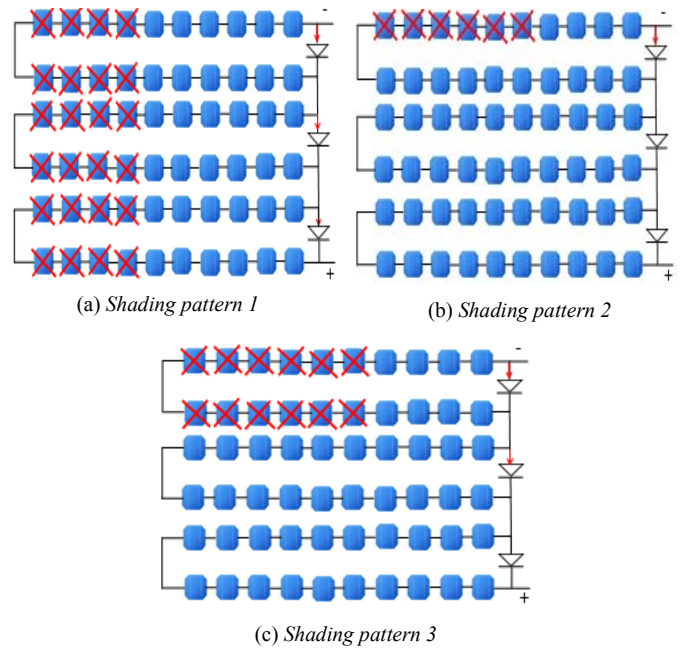 -
-
+
+
(a) Shading pattern 1
(b) Shading pattern 2
-
+
(c) Shading pattern 3